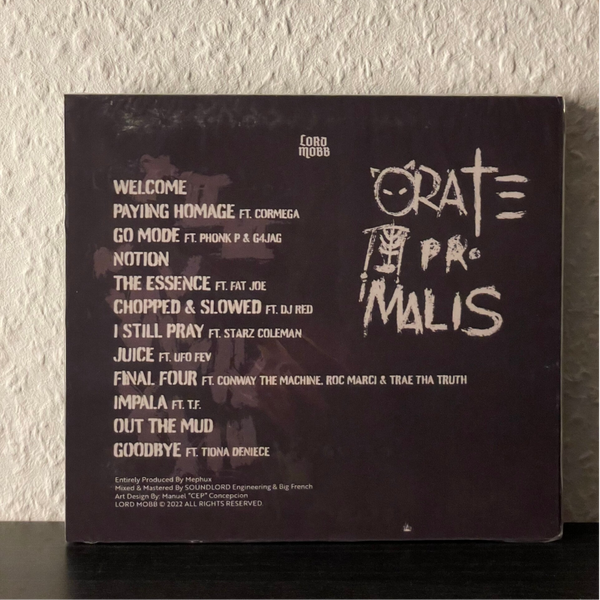 LORD
MOBB
WELCOME
PAYIING HOMAGE FT. CORMEGA
GO MODE FT. PHONK P & G4JAG
NOTION
THE ESSENCE FT. FAT JOE
CHOPPED & SLOWED FT. DJ RED
I STILL PRAY FT. STARZ COLEMAN
JUICE FT. UFO FEV
FINAL FOUR FT. CONWAY THE MACHINE, ROC MARCI & TRAE THA TRUTH
IMPALA FT. T.F.
OUT THE MUD
GOODBYE FT. TIONA DENIECE
ORATE
PRO
MALIS
Entirely Produced By Mephux
Mixed & Mastered By SOUNDLORD Engineering & Big French
Art Design By: Manuel "CEP" Concepcion
LORD MOBB © 2022 ALL RIGHTS RESERVED.